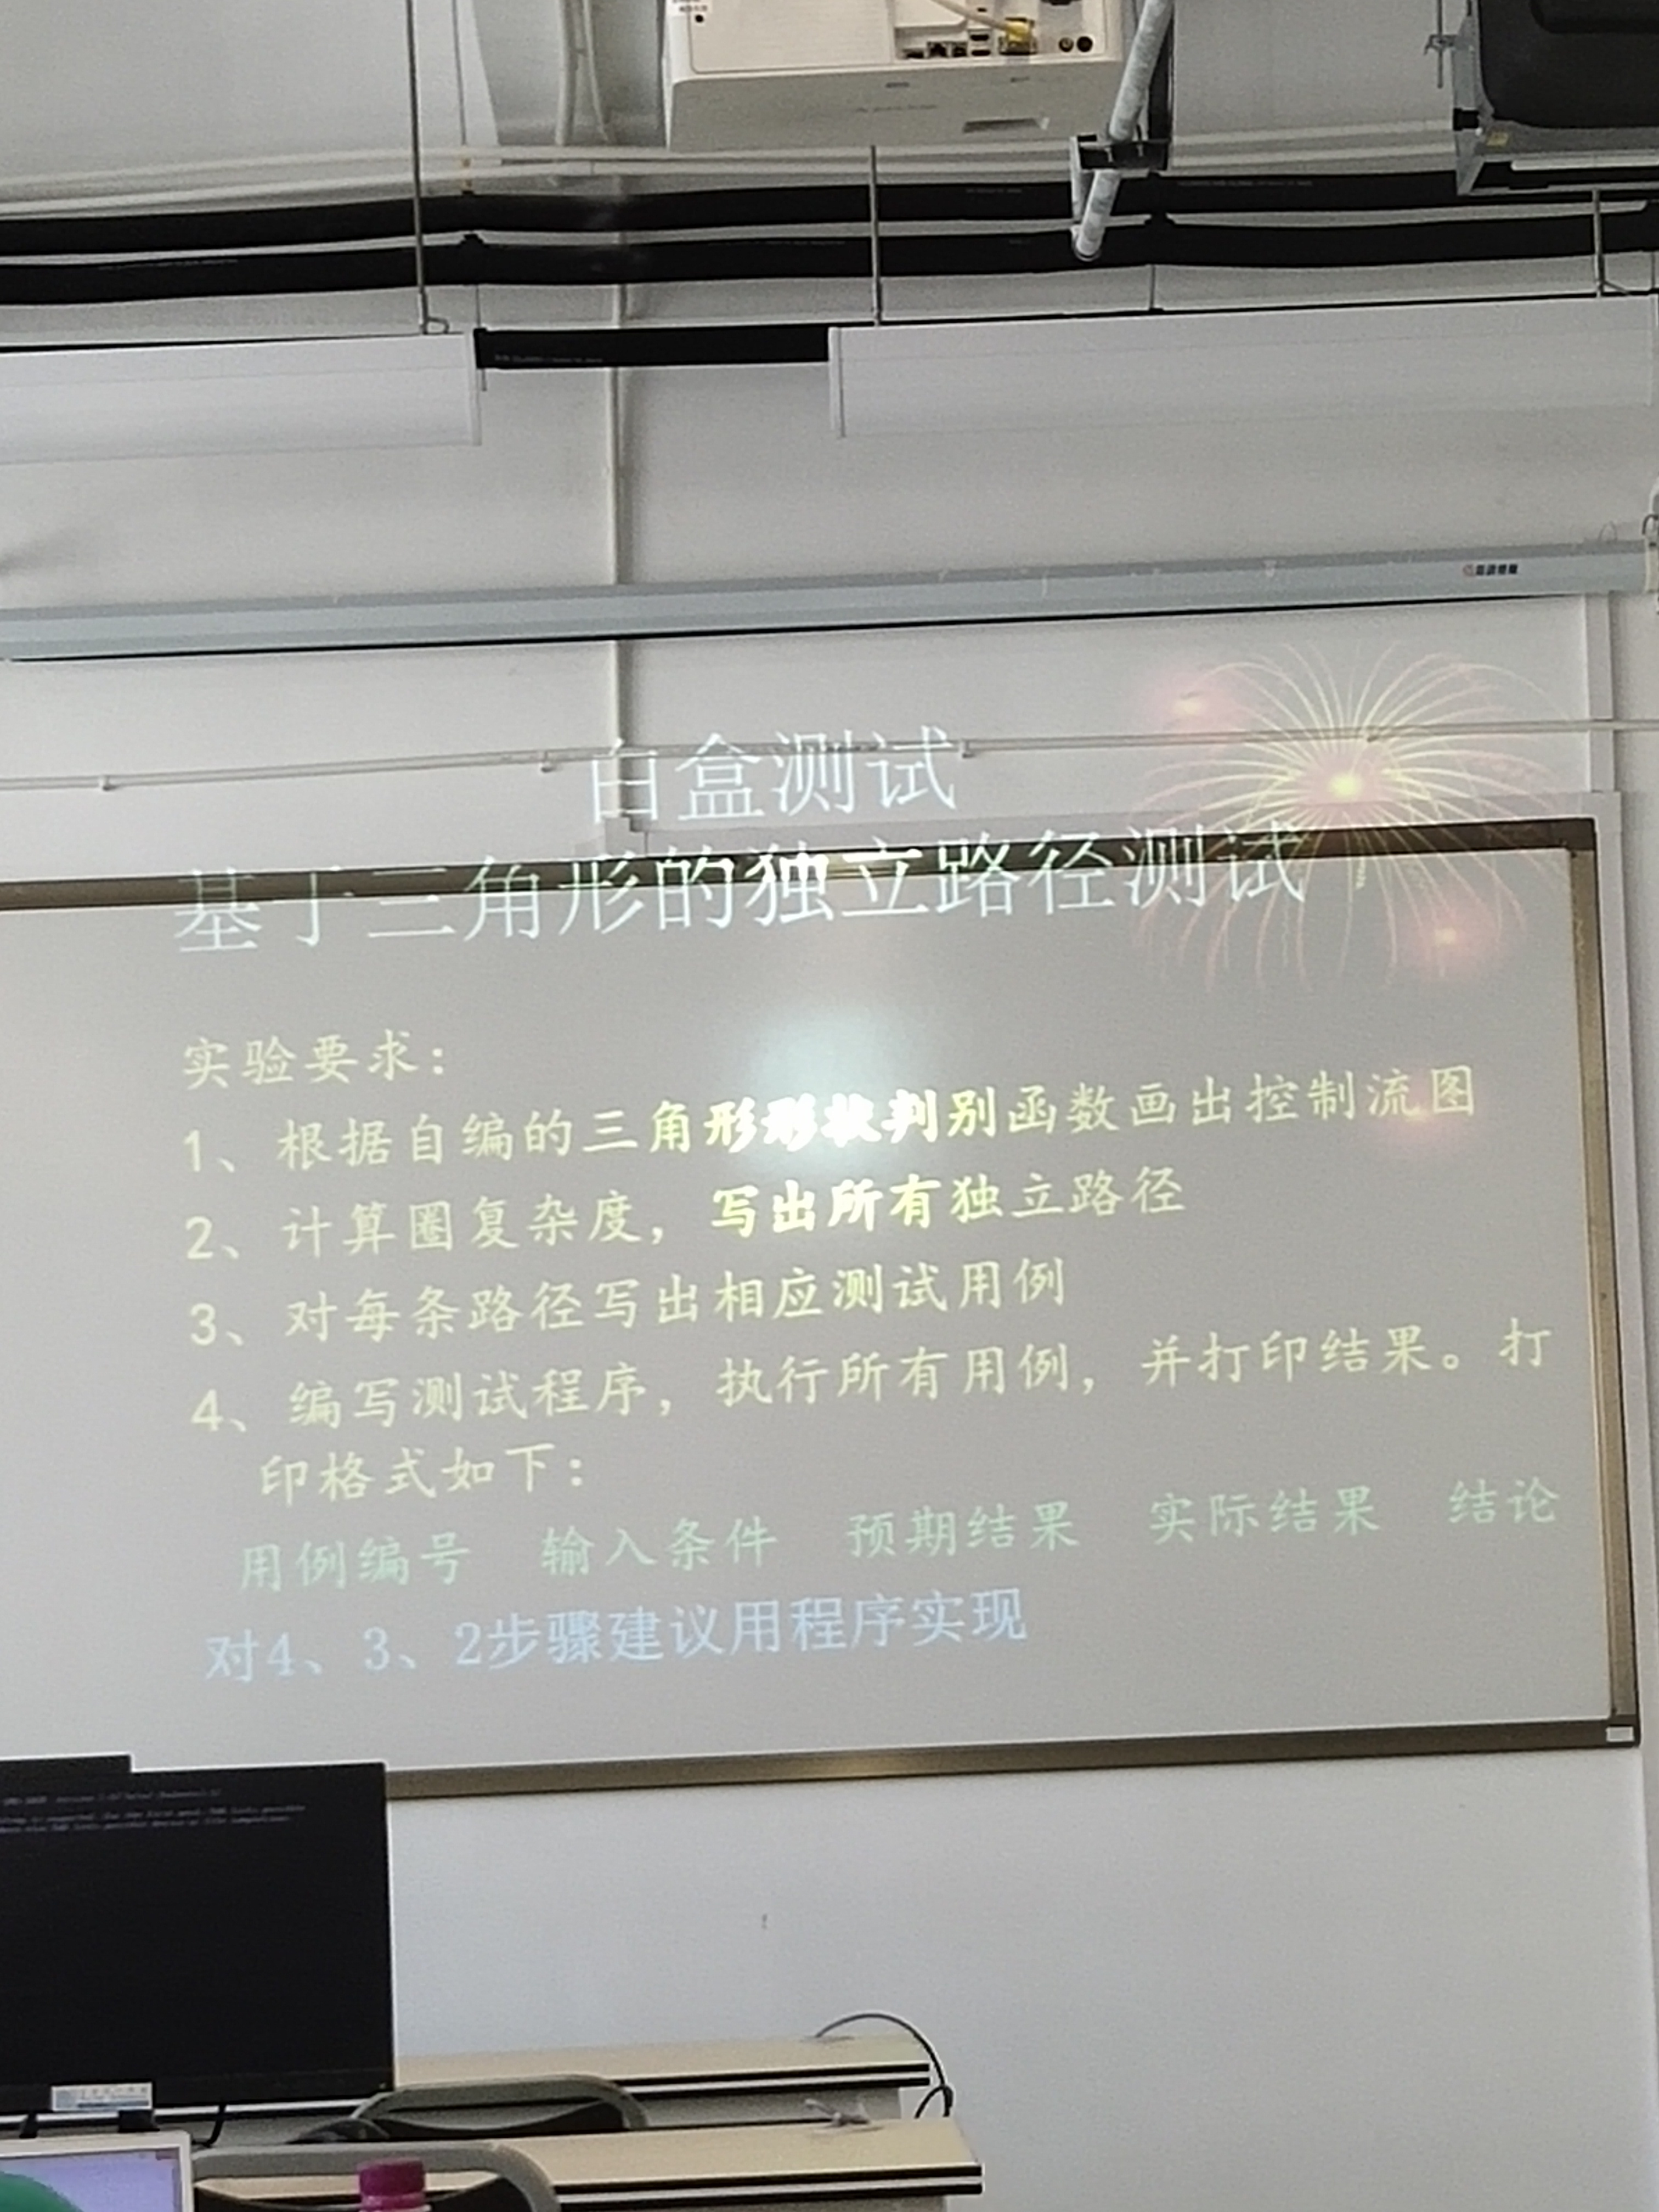 白盒测试
基于三角形的独立路径测试
实验要求：
1、根据自编的三角形形状判别函数画出控制流图
2、计算圈复杂度，写出所有独立路径
3、对每条路径写出相应测试用例
4、编写测试程序，执行所有用例，并打印结果。打
印格式如下：
用例编号 输入条件 预期结果 实际结果 结论
对4、3、2步骤建议用程序实现